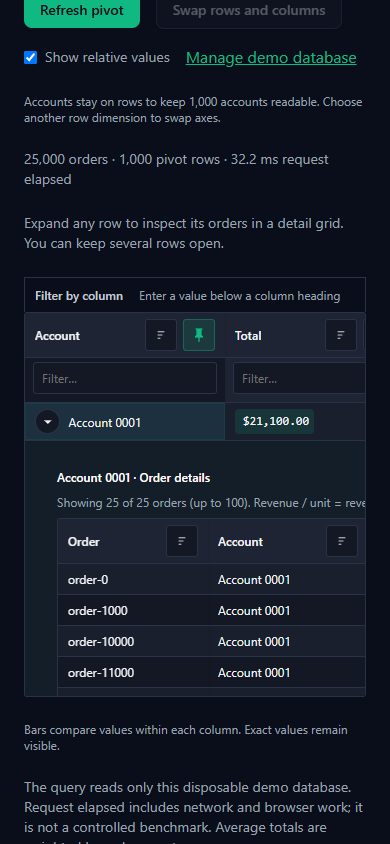 Refresh pivot
Swap rows and columns
Show relative values
Manage demo database
Accounts stay on rows to keep 1,000 accounts readable. Choose
another row dimension to swap axes.
25,000 orders · 1,000 pivot rows · 32.2 ms request
elapsed
Expand any row to inspect its orders in a detail grid.
You can keep several rows open.
Filter by column Enter a value below a column heading
Account Total
Filter... Filter...
Account 0001 $21,100.00
Account 0001 · Order details
Showing 25 of 25 orders (up to 100). Revenue / unit = reve
Order Account
order-0 Account 0001
order-1000 Account 0001
order-10000 Account 0001
order-11000 Account 0001
Bars compare values within each column. Exact values remain
visible.
The query reads only this disposable demo database.
Request elapsed includes network and browser work; it
is not a controlled benchmark. Average totals are